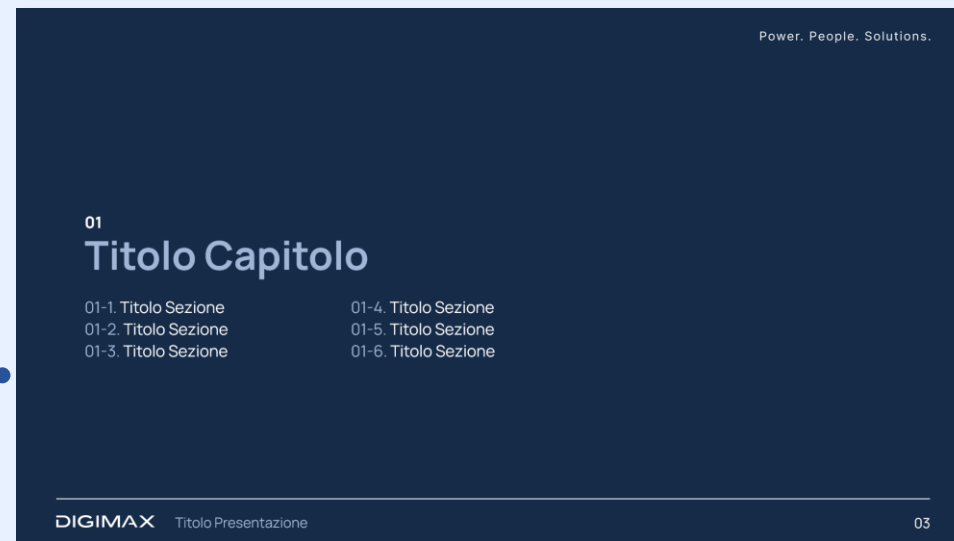 Power. People. Solutions.
01
Titolo Capitolo
01-1. Titolo Sezione
01-2. Titolo Sezione
01-3. Titolo Sezione
01-4. Titolo Sezione
01-5. Titolo Sezione
01-6. Titolo Sezione
DIGIMAX Titolo Presentazione 03